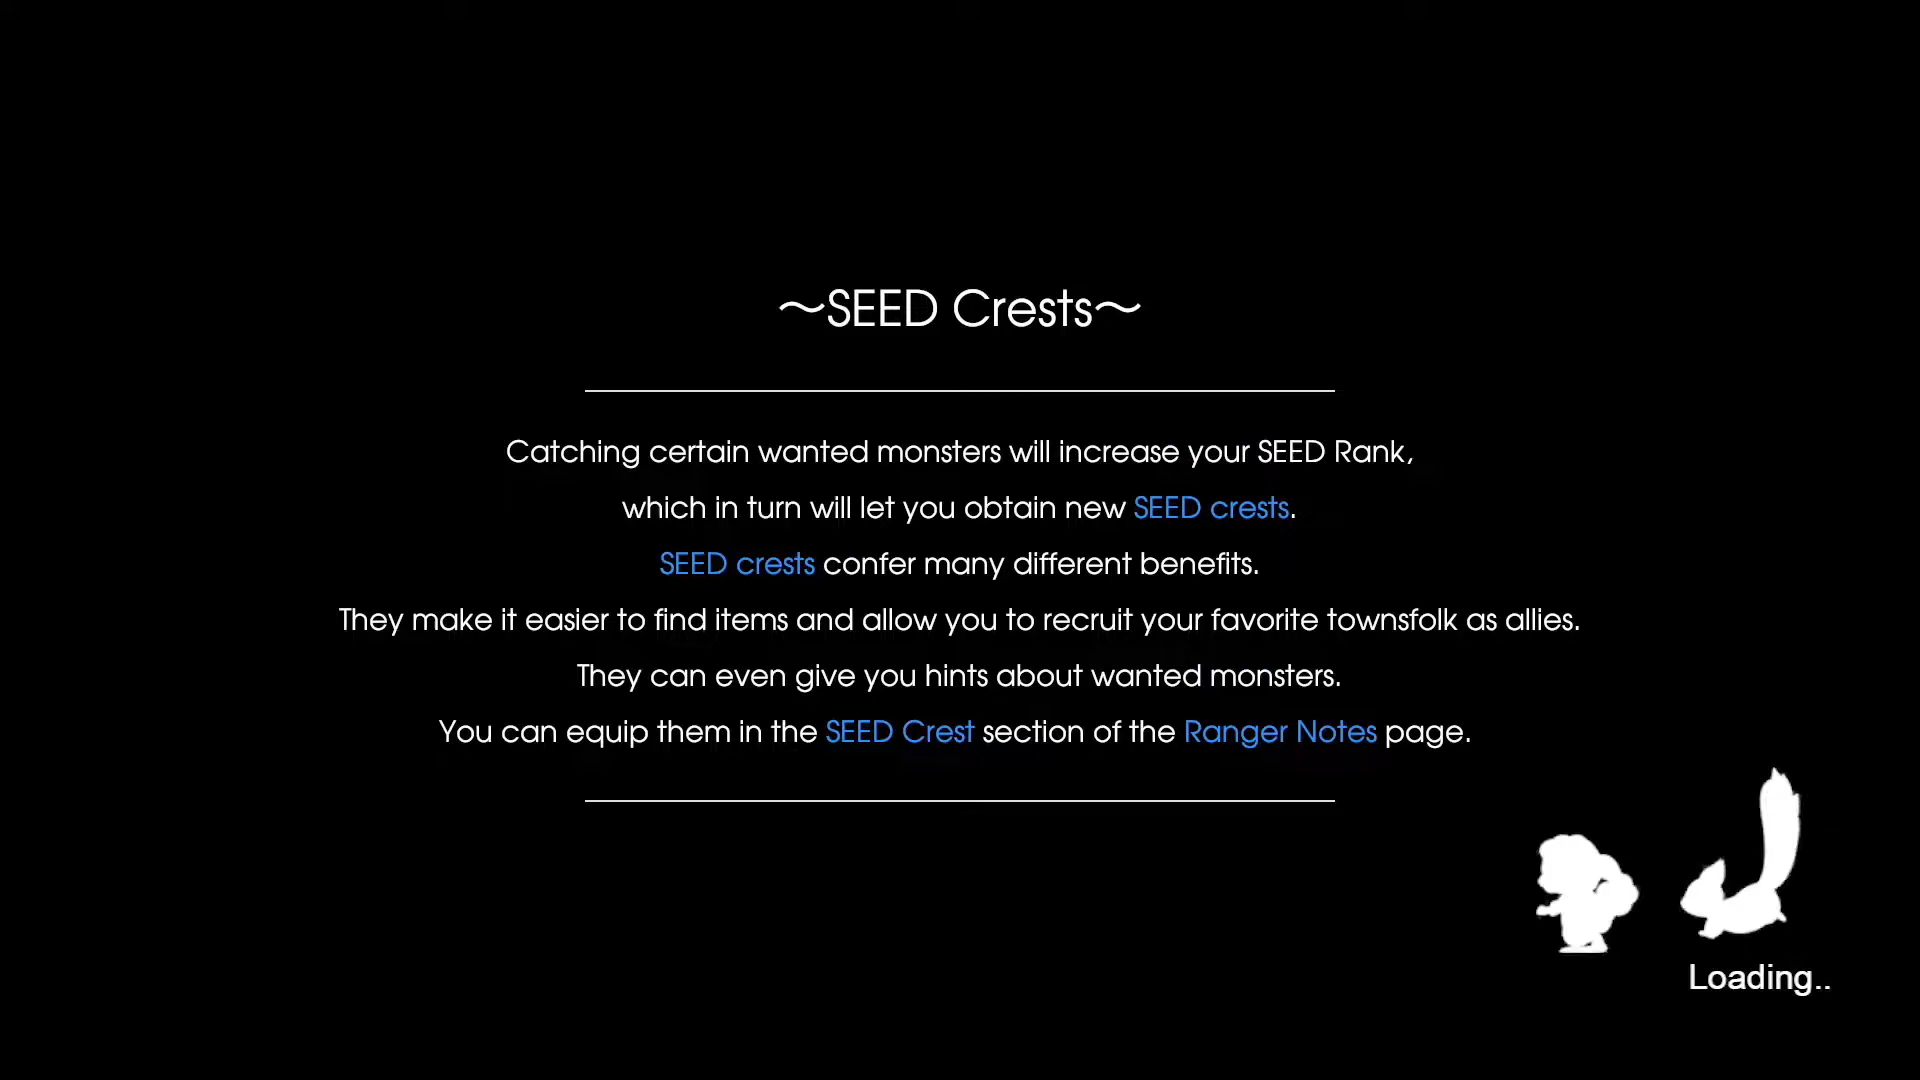 ～SEED Crests～
Catching certain wanted monsters will increase your SEED Rank,
which in turn will let you obtain new SEED crests.
SEED crests confer many different benefits.
They make it easier to find items and allow you to recruit your favorite townsfolk as allies.
They can even give you hints about wanted monsters.
You can equip them in the SEED Crest section of the Ranger Notes page.
Loading..